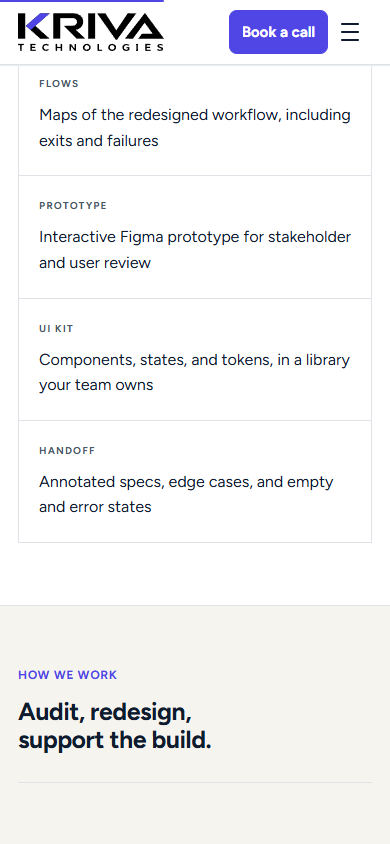 KRIVA
TECHNOLOGIES
Book a call
FLOWS
Maps of the redesigned workflow, including
exits and failures
PROTOTYPE
Interactive Figma prototype for stakeholder
and user review
UI KIT
Components, states, and tokens, in a library
your team owns
HANDOFF
Annotated specs, edge cases, and empty
and error states
HOW WE WORK
Audit, redesign,
support the build.